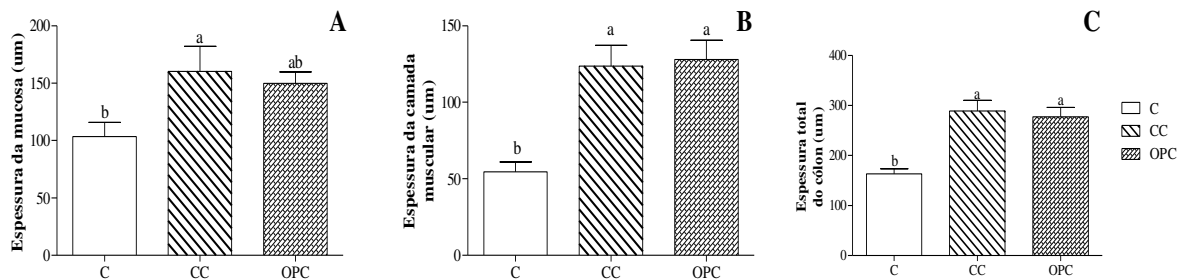 A
Espessura da mucosa (um)
200
150
100
50
0
b
a
ab
C
CC
OPC
B
Espessura da camada
muscular (um)
150
100
50
0
b
a
a
C
CC
OPC
C
Espessura total
do cólon (um)
400
300
200
100
0
b
a
a
C
CC
OPC
C
CC
OPC